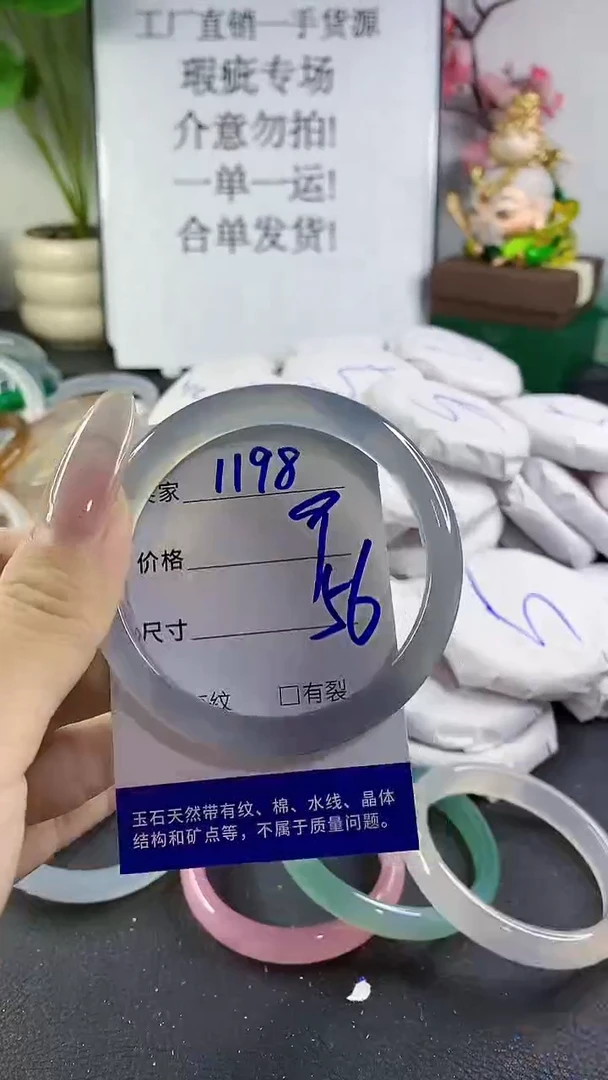 工厂直销一手货源
瑕疵专场
介意勿拍!
一单一运!
合单发货!
家 1198
价格
尺寸 56
纹 □有裂
玉石天然带有纹、棉、水线、晶体
结构和矿点等，不属于质量问题。